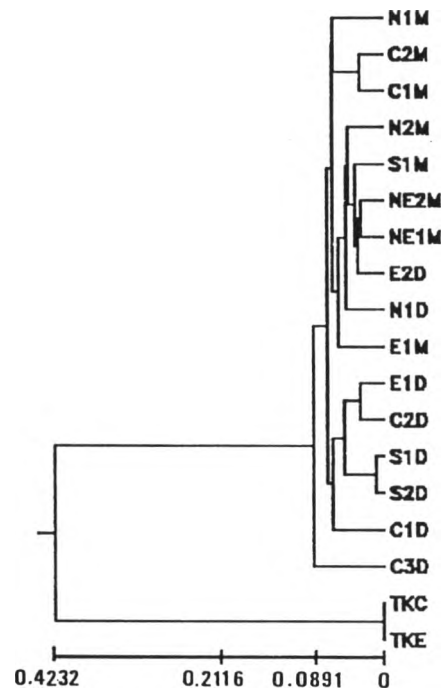 N1M
C2M
C1M
N2M
S1M
NE2M
NE1M
E2D
N1D
E1M
E1D
C2D
S1D
S2D
C1D
C3D
TKC
TKE
0.4232 0.2116 0.0891 0